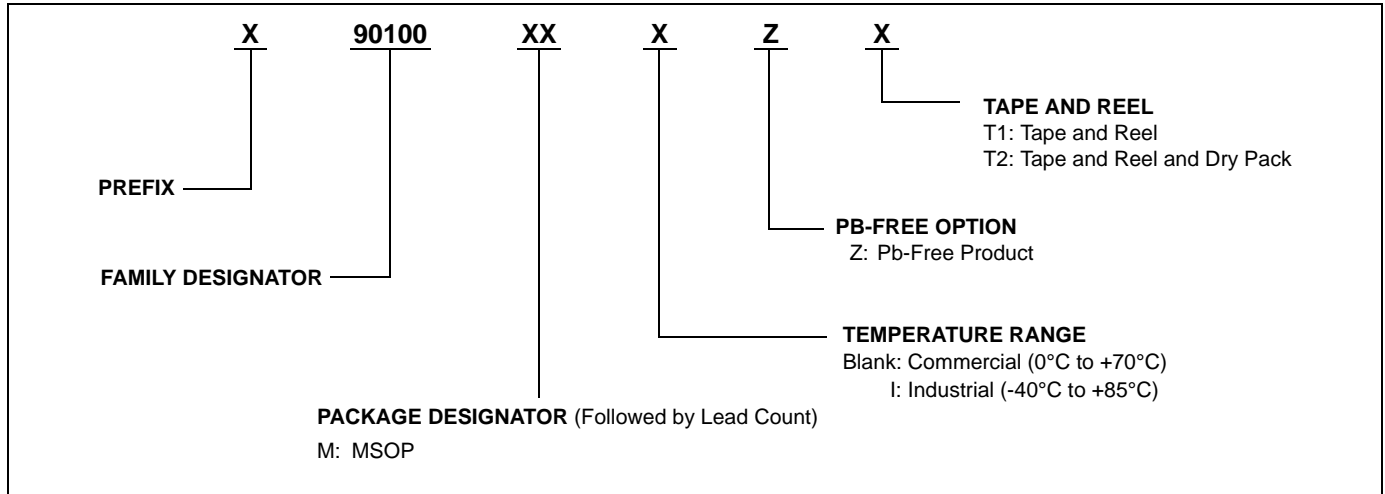 X 90100 XX X Z X
TAPE AND REEL
T1: Tape and Reel
T2: Tape and Reel and Dry Pack
PREFIX
PB-FREE OPTION
Z: Pb-Free Product
FAMILY DESIGNATOR
TEMPERATURE RANGE
Blank: Commercial (0°C to +70°C)
I: Industrial (-40°C to +85°C)
PACKAGE DESIGNATOR (Followed by Lead Count)
M: MSOP